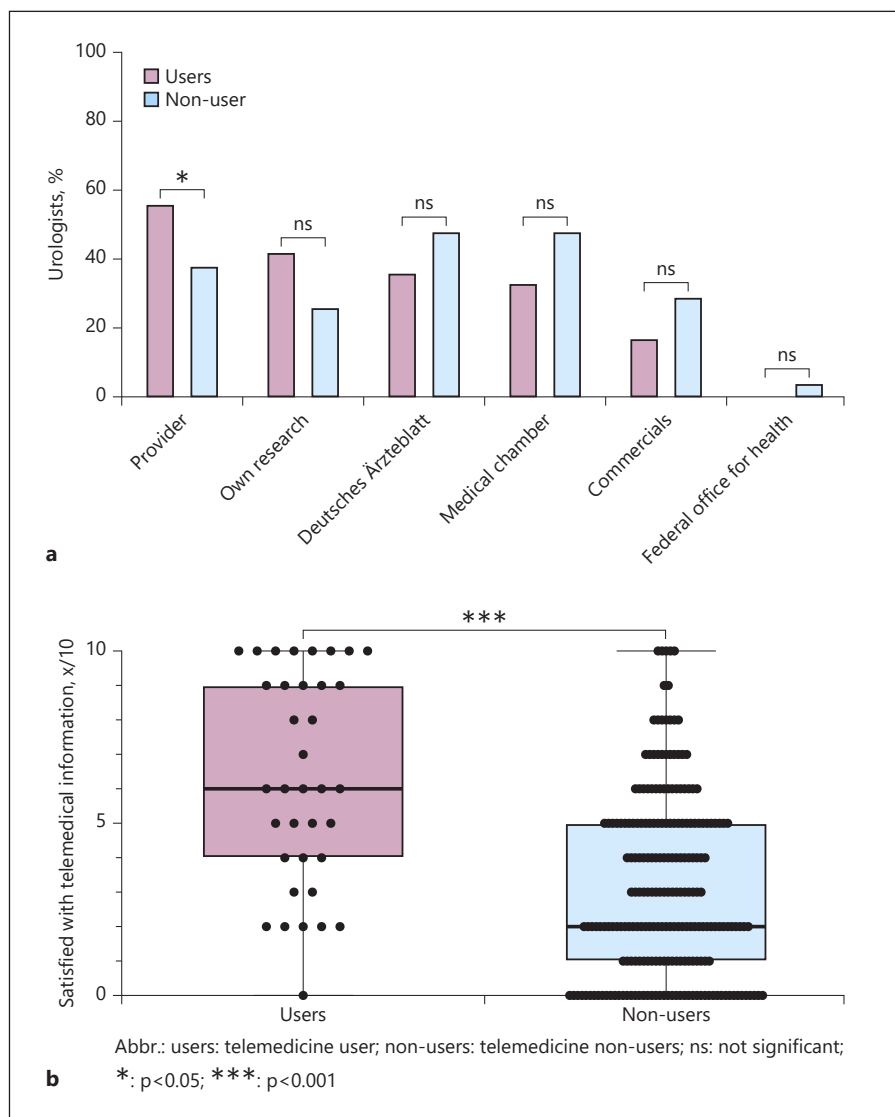 100
80
60
40
20
0
Urologists, %
Users
Non-user
*
ns
ns
ns
ns
ns
Provider
Own research
Deutsches Ärzteblatt
Medical chamber
Commercials
Federal office for health
a
***
10
5
0
Satisfied with telemedical information, x/10
Users
Non-users
Abbr.: users: telemedicine user; non-users: telemedicine non-users; ns: not significant;
b
*: p<0.05; ***: p<0.001